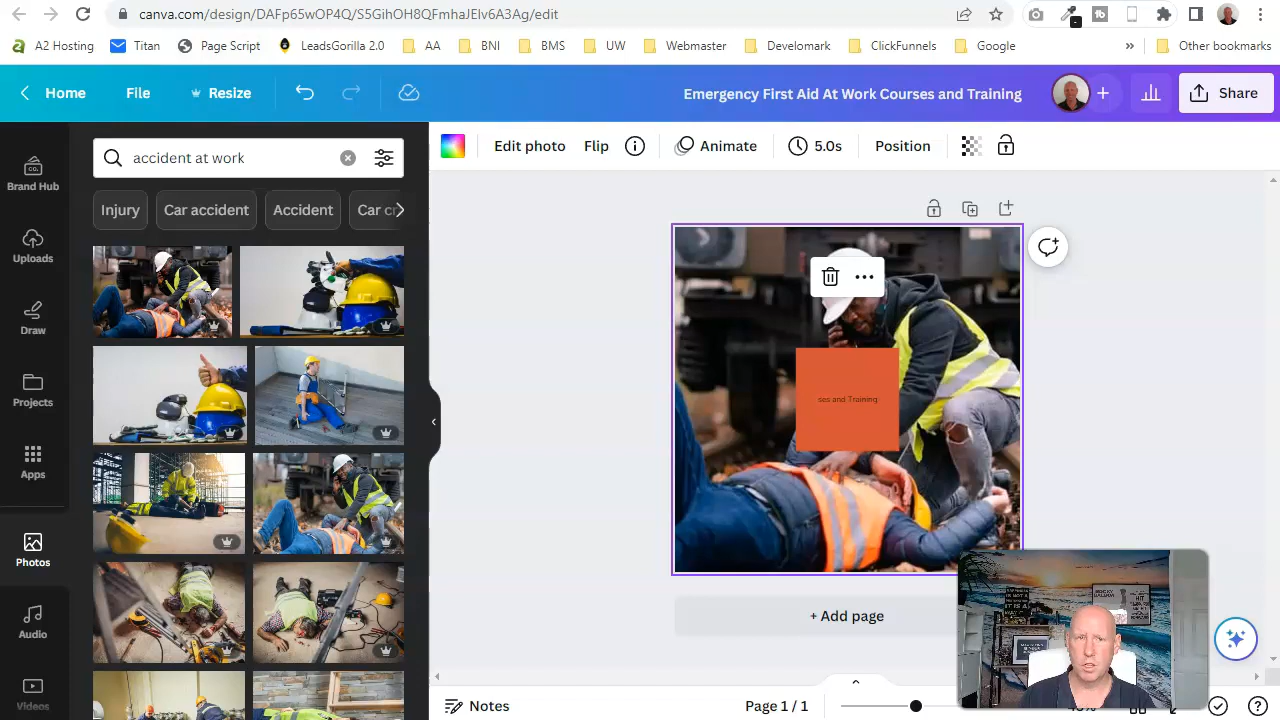 canva.com/design/DAFp65wOP4Q/S5GihOH8QFmhaJElv6A3Ag/edit
A2 Hosting
Titan
Page Script
LeadsGorilla 2.0
AA
BNI
BMS
UW
Webmaster
Develomark
ClickFunnels
Google
»
Other bookmarks
Home
File
Resize
Emergency First Aid At Work Courses and Training
Share
accident at work
Edit photo
Flip
Animate
5.0s
Position
Injury
Car accident
Accident
Car cr
Brand Hub
Uploads
Draw
Projects
Apps
Photos
Audio
Videos
ses and Training
+ Add page
Notes
Page 1 / 1